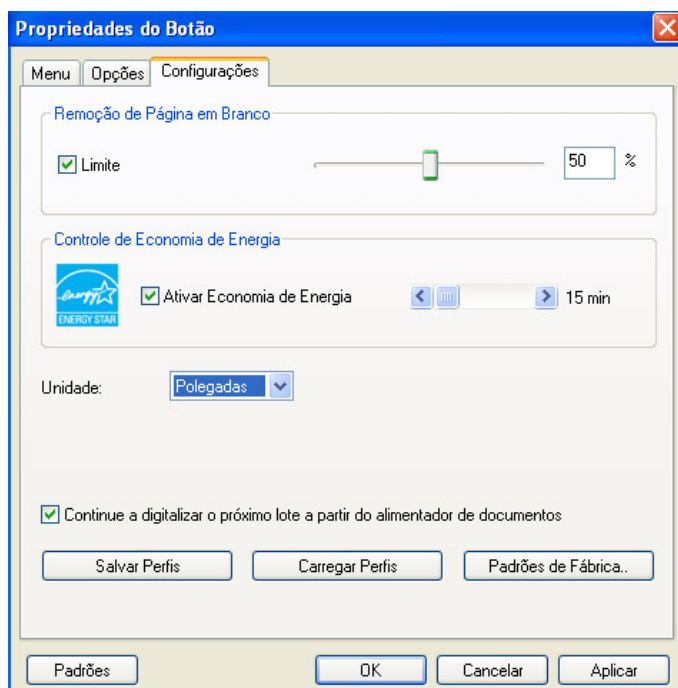 Propriedades do Botão
Menu Opções Configurações
Remoção de Página em Branco
Limite 50 %
Controle de Economia de Energia
energy
ENERGY STAR
Ativar Economia de Energia 15 min
Unidade: Polegadas
Continue a digitalizar o próximo lote a partir do alimentador de documentos
Salvar Perfis Carregar Perfis Padrões de Fábrica..
Padrões OK Cancelar Aplicar